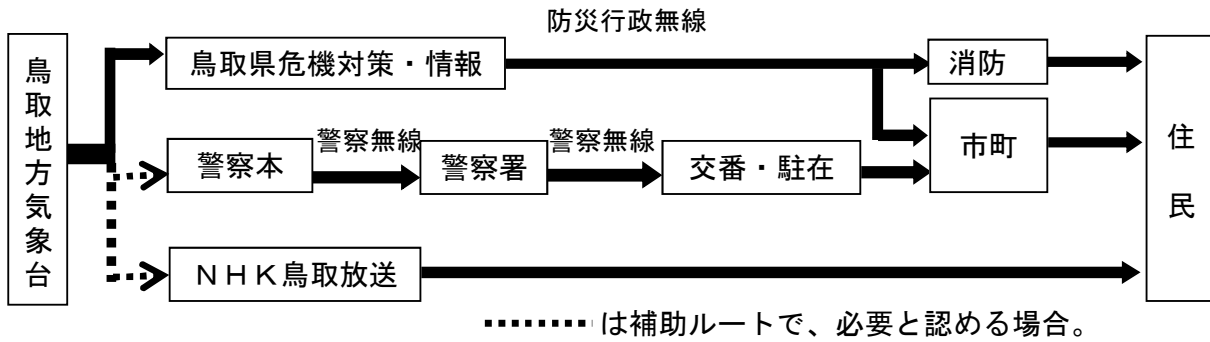 防災行政無線
鳥取地方気象台
鳥取県危機対策・情報
消防
住民
警察本
警察無線
警察署
警察無線
交番・駐在
市町
NHK鳥取放送
は補助ルートで、必要と認める場合。